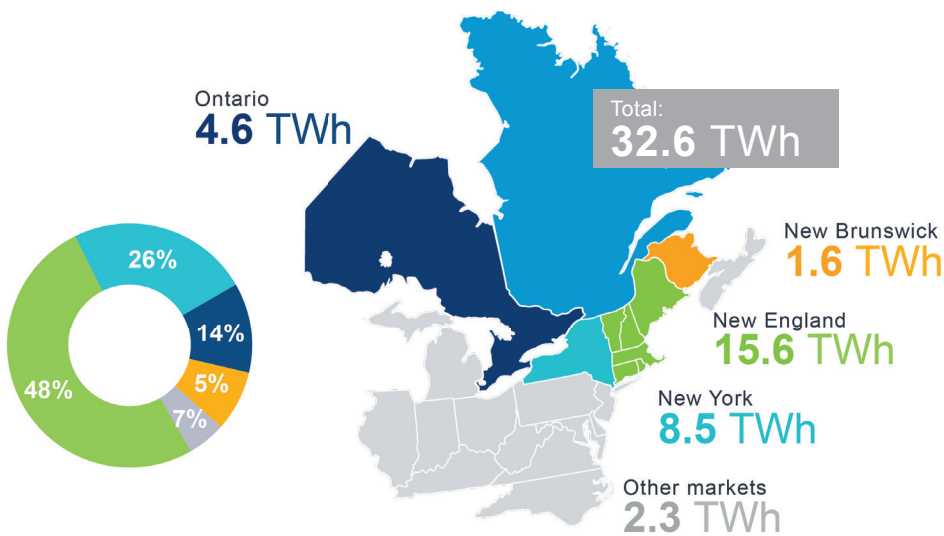 Ontario
4.6 TWh
Total:
32.6 TWh
26%
14%
5%
7%
48%
New Brunswick
1.6 TWh
New England
15.6 TWh
New York
8.5 TWh
Other markets
2.3 TWh